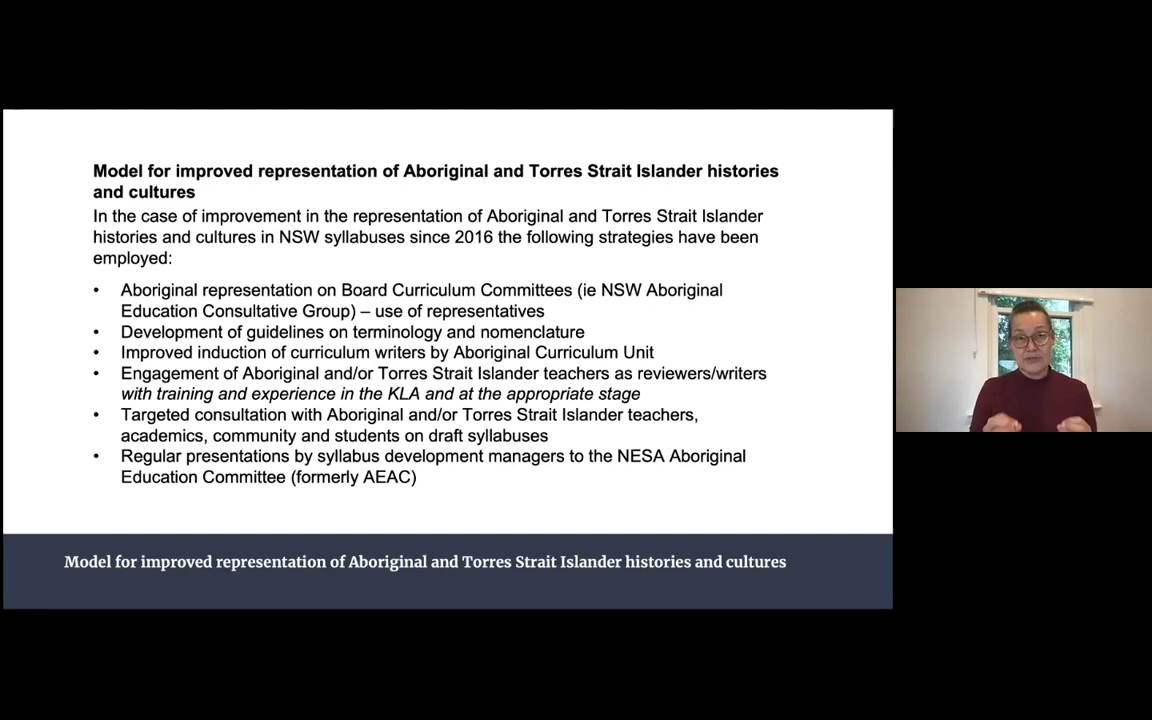 Model for improved representation of Aboriginal and Torres Strait Islander histories
and cultures
In the case of improvement in the representation of Aboriginal and Torres Strait Islander
histories and cultures in NSW syllabuses since 2016 the following strategies have been
employed:
• Aboriginal representation on Board Curriculum Committees (ie NSW Aboriginal
Education Consultative Group) – use of representatives
• Development of guidelines on terminology and nomenclature
• Improved induction of curriculum writers by Aboriginal Curriculum Unit
• Engagement of Aboriginal and/or Torres Strait Islander teachers as reviewers/writers
with training and experience in the KLA and at the appropriate stage
• Targeted consultation with Aboriginal and/or Torres Strait Islander teachers,
academics, community and students on draft syllabuses
• Regular presentations by syllabus development managers to the NESA Aboriginal
Education Committee (formerly AEAC)
Model for improved representation of Aboriginal and Torres Strait Islander histories and cultures